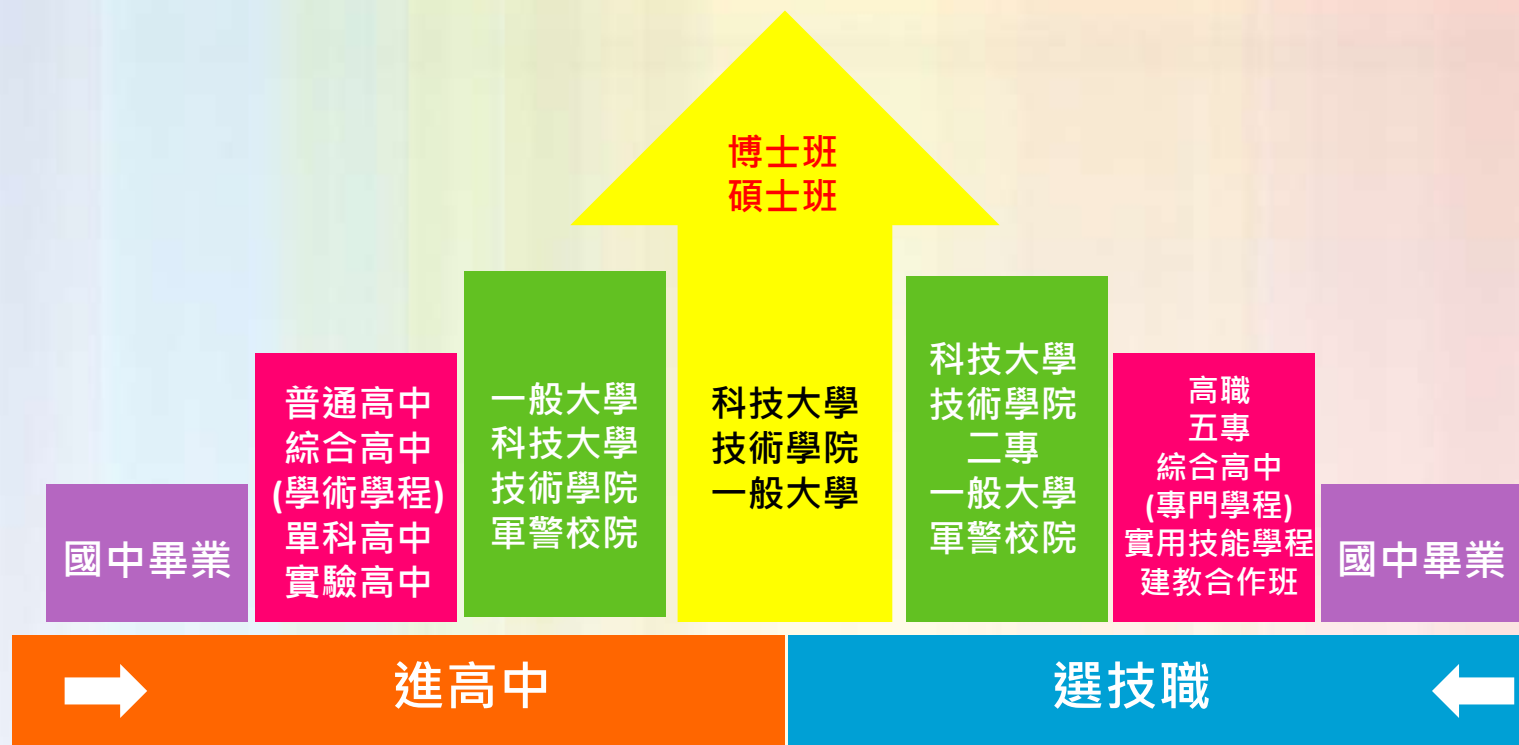 博士班
碩士班
國中畢業
普通高中
綜合高中
(學術學程)
單科高中
實驗高中
一般大學
科技大學
技術學院
軍警校院
科技大學
技術學院
一般大學
科技大學
技術學院
二專
一般大學
軍警校院
高職
五專
綜合高中
(專門學程)
實用技能學程
建教合作班
國中畢業
進高中
選技職